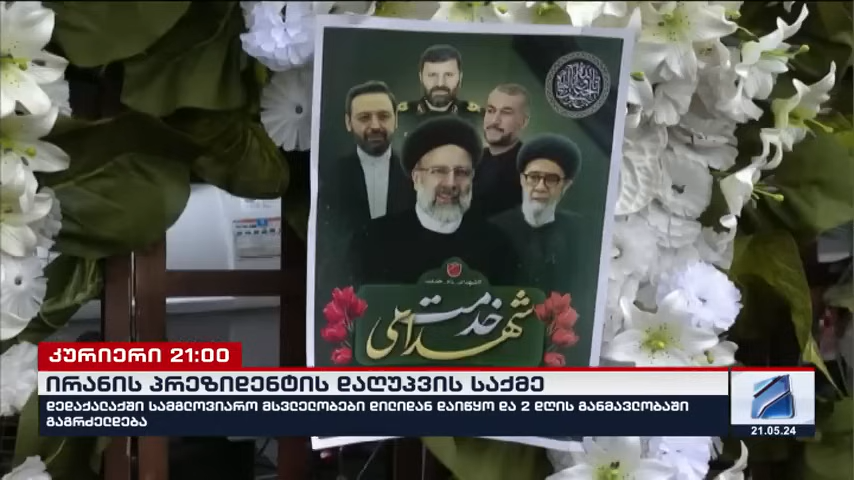 شهدای خدمت
კურიერი 21:00
ირანის პრეზიდენტის დაღუპვის საქმე
დედაქალაქში სამგლოვიარო მსვლელობები დილიდან დაიწყო და 2 დღის განმავლობაში
გაგრძელდება
21.05.24